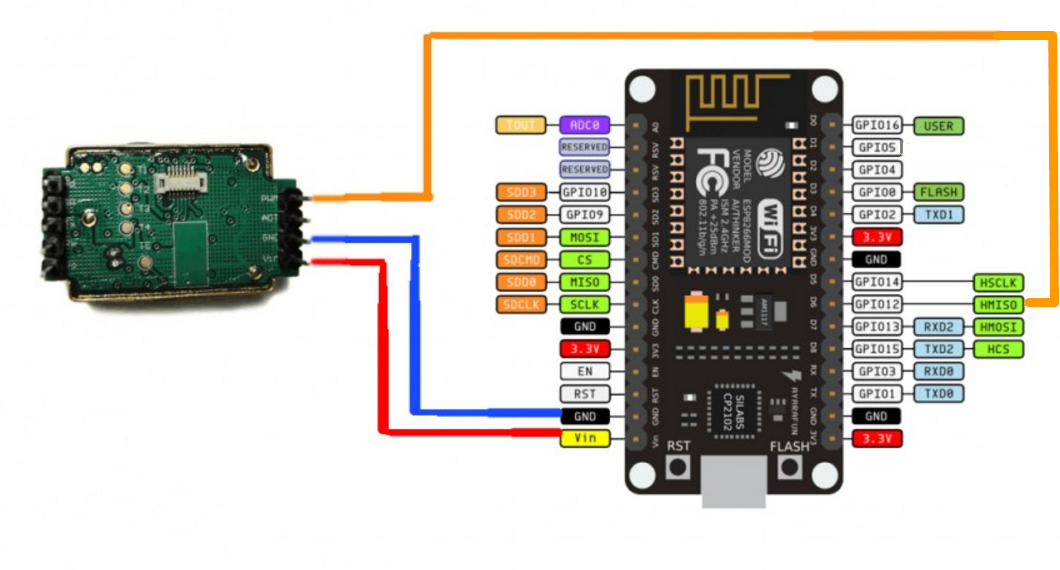 T1
T2
T3
PWM
AOT
GND
Vin
TOUT ADC0
RESERVED
RESERVED
SDD3 GPIO10
SDD2 GPIO9
SDD1 MOSI
SDCMD CS
SDD0 MISO
SDCLK SCLK
GND
3.3V
EN
RST
GND
Vin
A0
RSV
RSV
SD3
SD2
SD1
CMD
SD0
CLK
GND
3V3
EN
RST
GND
Vin
MODEL ESP8266MOD
VENDOR AI/THINKER
ISM 2.4GHz
PA +25dBm
802.11b/g/n
FC
WiFi
AM1117
SiLABS
CP2102
AYARAFUN
RST
FLASH
D0
D1
D2
D3
D4
3V3
GND
D5
D6
D7
D8
RX
TX
GND
3V3
GPIO16 USER
GPIO5
GPIO4
GPIO0 FLASH
GPIO2 TXD1
3.3V
GND
GPIO14 HSCLK
GPIO12 HMISO
GPIO13 RXD2 HMOSI
GPIO15 TXD2 HCS
GPIO3 RXD0
GPIO1 TXD0
GND
3.3V